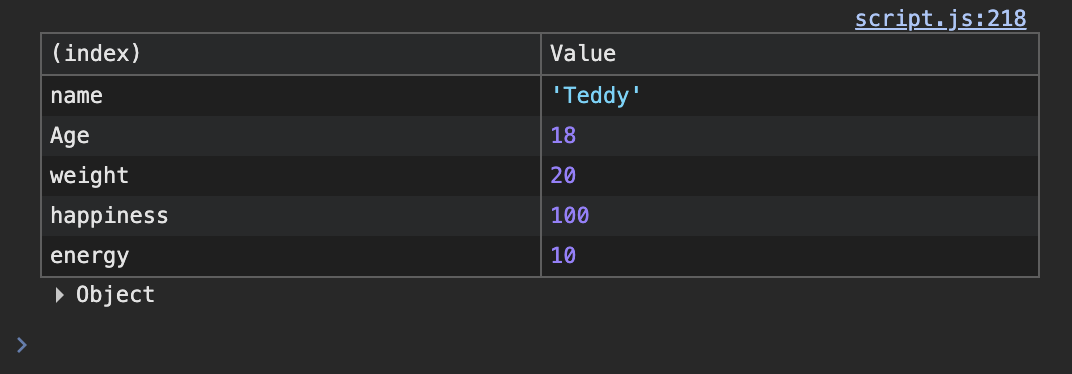 script.js:218
(index) Value
name 'Teddy'
Age 18
weight 20
happiness 100
energy 10
Object